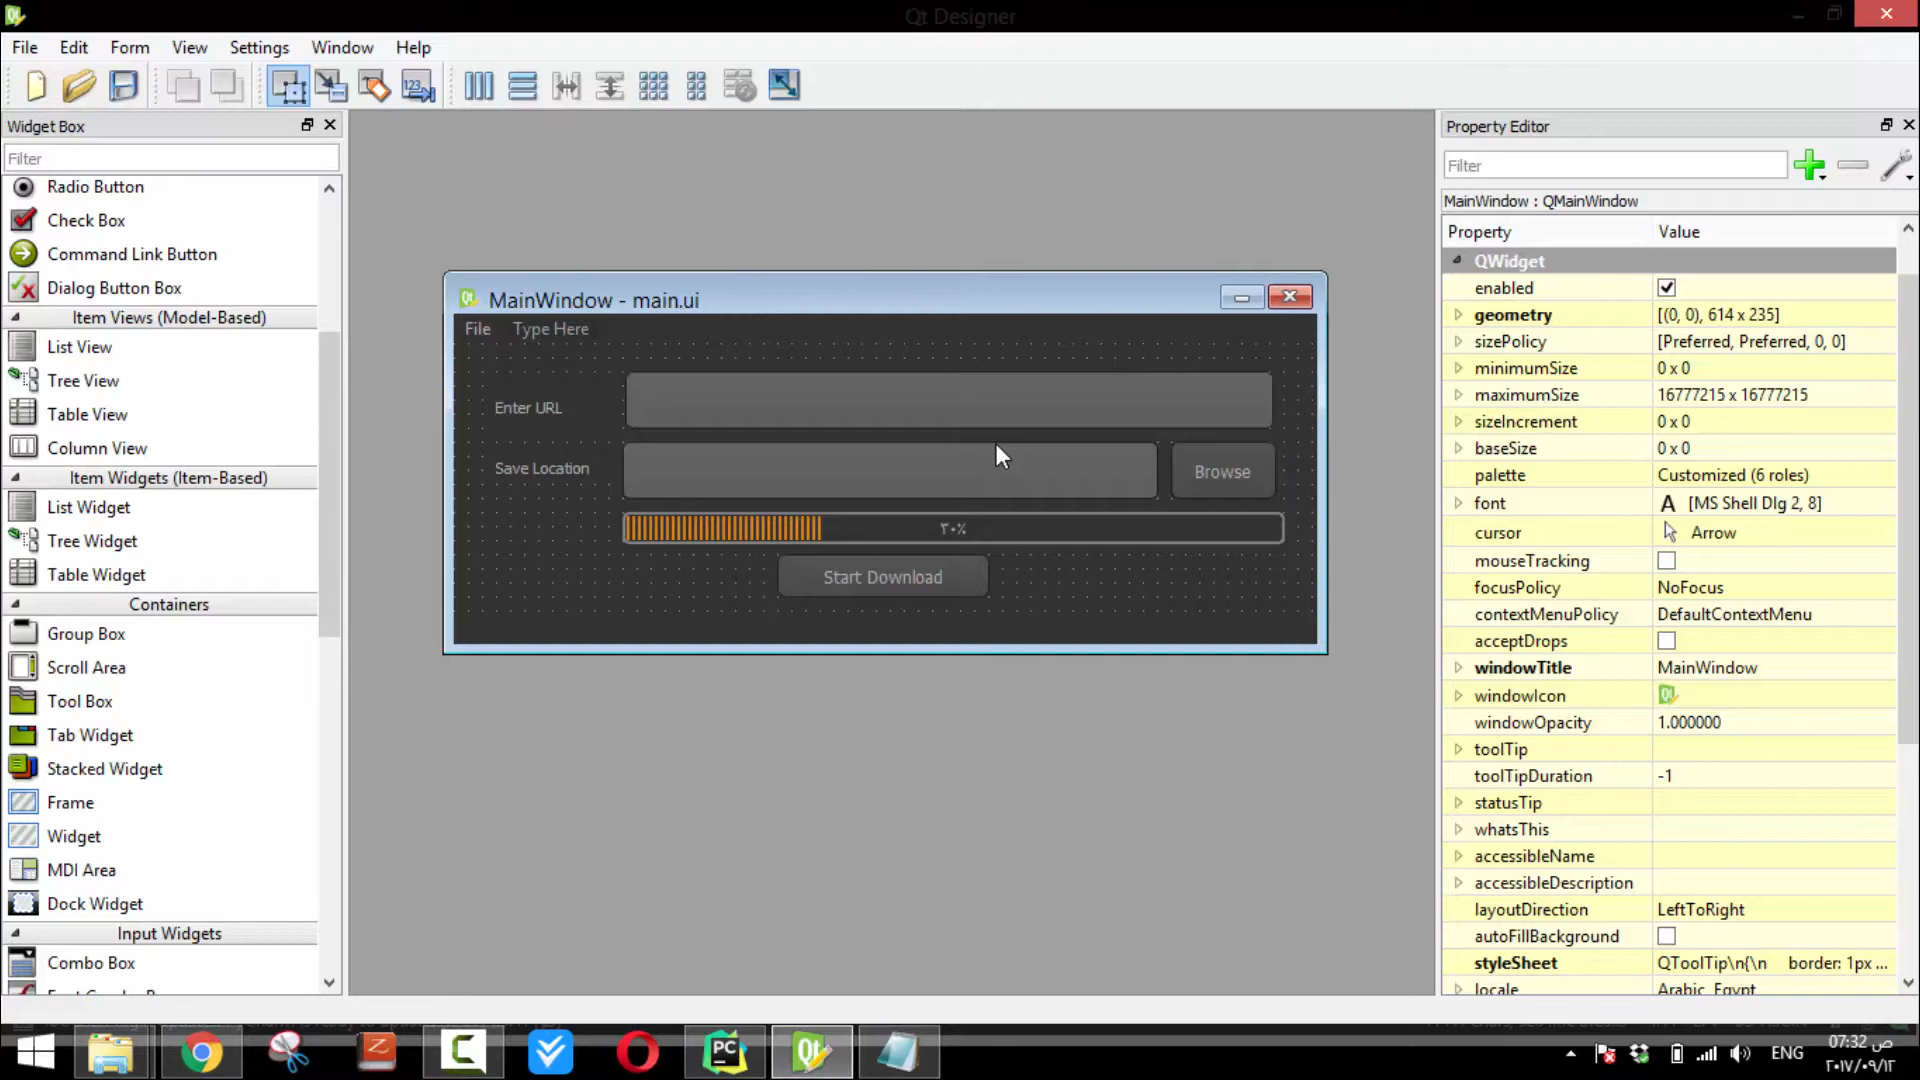 Qt Designer
File Edit Form View Settings Window Help
Widget Box
Filter
Radio Button
Check Box
Command Link Button
Dialog Button Box
Item Views (Model-Based)
List View
Tree View
Table View
Column View
Item Widgets (Item-Based)
List Widget
Tree Widget
Table Widget
Containers
Group Box
Scroll Area
Tool Box
Tab Widget
Stacked Widget
Frame
Widget
MDI Area
Dock Widget
Input Widgets
Combo Box
MainWindow - main.ui
File Type Here
Enter URL
Save Location
Browse
٣٠%
Start Download
Property Editor
Filter
MainWindow : QMainWindow
Property Value
QWidget
enabled
geometry [(0, 0), 614 x 235]
sizePolicy [Preferred, Preferred, 0, 0]
minimumSize 0 x 0
maximumSize 16777215 x 16777215
sizeIncrement 0 x 0
baseSize 0 x 0
palette Customized (6 roles)
font A [MS Shell Dlg 2, 8]
cursor Arrow
mouseTracking
focusPolicy NoFocus
contextMenuPolicy DefaultContextMenu
acceptDrops
windowTitle MainWindow
windowIcon
windowOpacity 1.000000
toolTip
toolTipDuration -1
statusTip
whatsThis
accessibleName
accessibleDescription
layoutDirection LeftToRight
autoFillBackground
styleSheet QToolTip\n{\n border: 1px ...
locale Arabic, Egypt
ENG
07:32 ص
٢٠١٧/٠٩/١٢